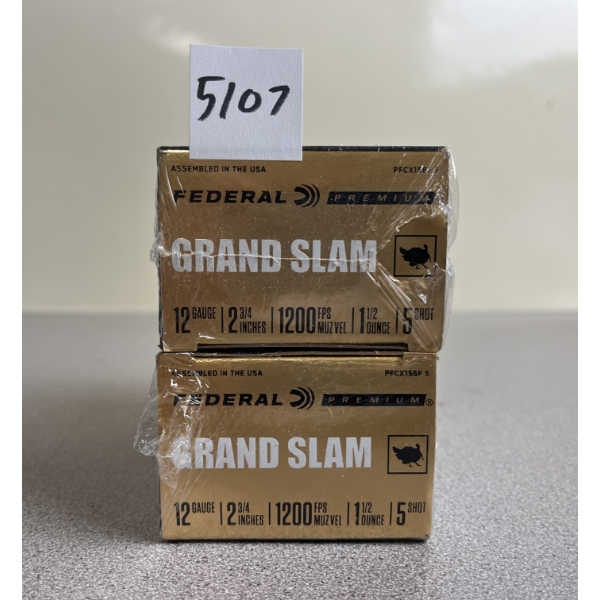 5107
ASSEMBLED IN THE USA PFCX156F 5
FEDERAL PREMIUM
GRAND SLAM
12 GAUGE 2 3/4 INCHES 1200 FPS MUZ VEL 1 1/2 OUNCE 5 SHOT
ASSEMBLED IN THE USA PFCX156F 5
FEDERAL PREMIUM®
GRAND SLAM
12 GAUGE 2 3/4 INCHES 1200 FPS MUZ VEL 1 1/2 OUNCE 5 SHOT